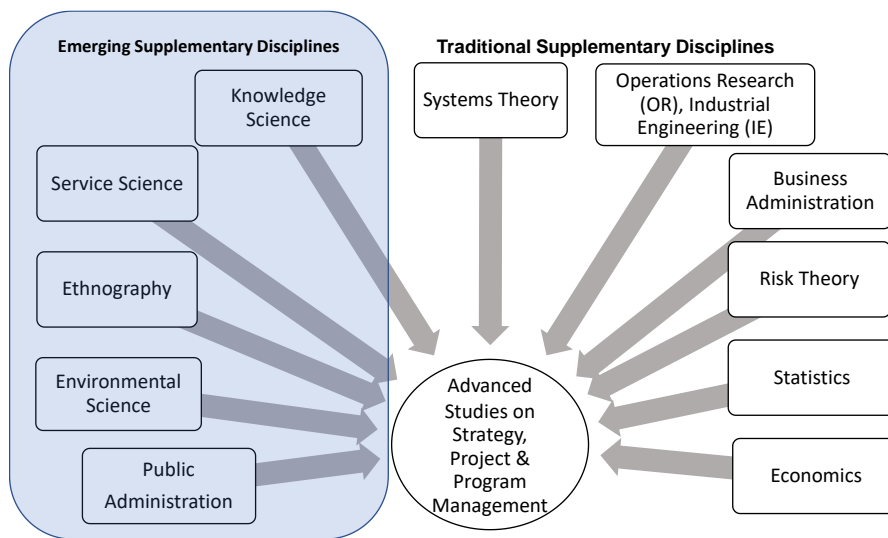 Emerging Supplementary Disciplines
Knowledge
Science
Service Science
Ethnography
Environmental
Science
Public
Administration
Traditional Supplementary Disciplines
Systems Theory
Operations Research
(OR), Industrial
Engineering (IE)
Business
Administration
Risk Theory
Statistics
Economics
Advanced
Studies on
Strategy,
Project &
Program
Management